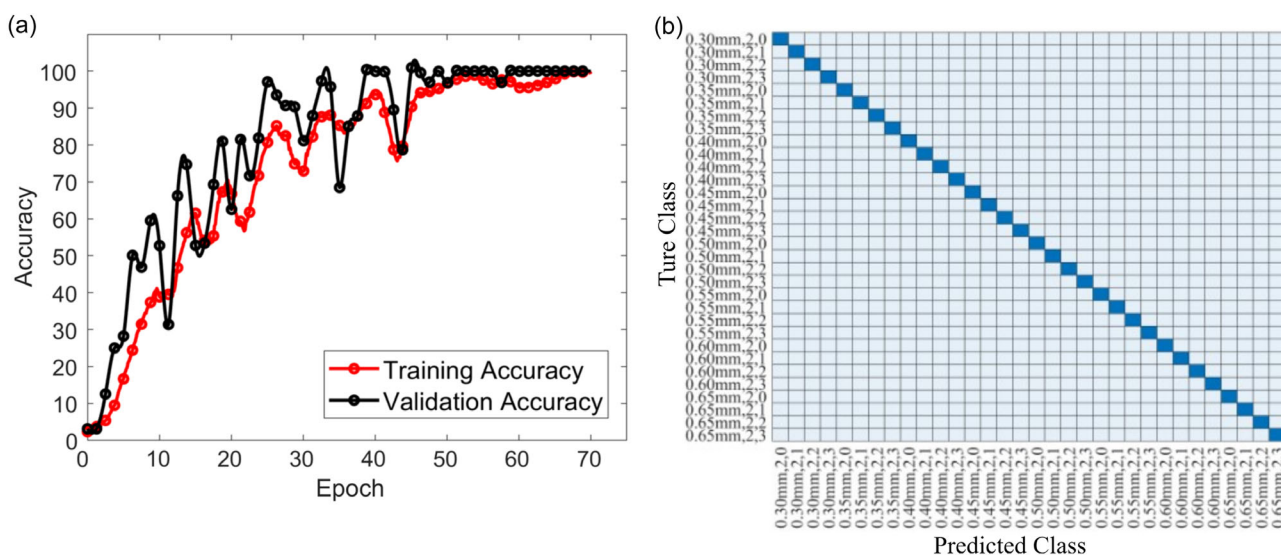 (a)
Accuracy
100
90
80
70
60
50
40
30
20
10
0
0 10 20 30 40 50 60 70
Epoch
Training Accuracy
Validation Accuracy
(b)
Ture Class
0.30mm,2,0
0.30mm,2,1
0.30mm,2,2
0.30mm,2,3
0.35mm,2,0
0.35mm,2,1
0.35mm,2,2
0.35mm,2,3
0.40mm,2,0
0.40mm,2,1
0.40mm,2,2
0.40mm,2,3
0.45mm,2,0
0.45mm,2,1
0.45mm,2,2
0.45mm,2,3
0.50mm,2,0
0.50mm,2,1
0.50mm,2,2
0.50mm,2,3
0.55mm,2,0
0.55mm,2,1
0.55mm,2,2
0.55mm,2,3
0.60mm,2,0
0.60mm,2,1
0.60mm,2,2
0.60mm,2,3
0.65mm,2,0
0.65mm,2,1
0.65mm,2,2
0.65mm,2,3
0.30mm,2,0
0.30mm,2,1
0.30mm,2,2
0.30mm,2,3
0.35mm,2,0
0.35mm,2,1
0.35mm,2,2
0.35mm,2,3
0.40mm,2,0
0.40mm,2,1
0.40mm,2,2
0.40mm,2,3
0.45mm,2,0
0.45mm,2,1
0.45mm,2,2
0.45mm,2,3
0.50mm,2,0
0.50mm,2,1
0.50mm,2,2
0.50mm,2,3
0.55mm,2,0
0.55mm,2,1
0.55mm,2,2
0.55mm,2,3
0.60mm,2,0
0.60mm,2,1
0.60mm,2,2
0.60mm,2,3
0.65mm,2,0
0.65mm,2,1
0.65mm,2,2
0.65mm,2,3
Predicted Class